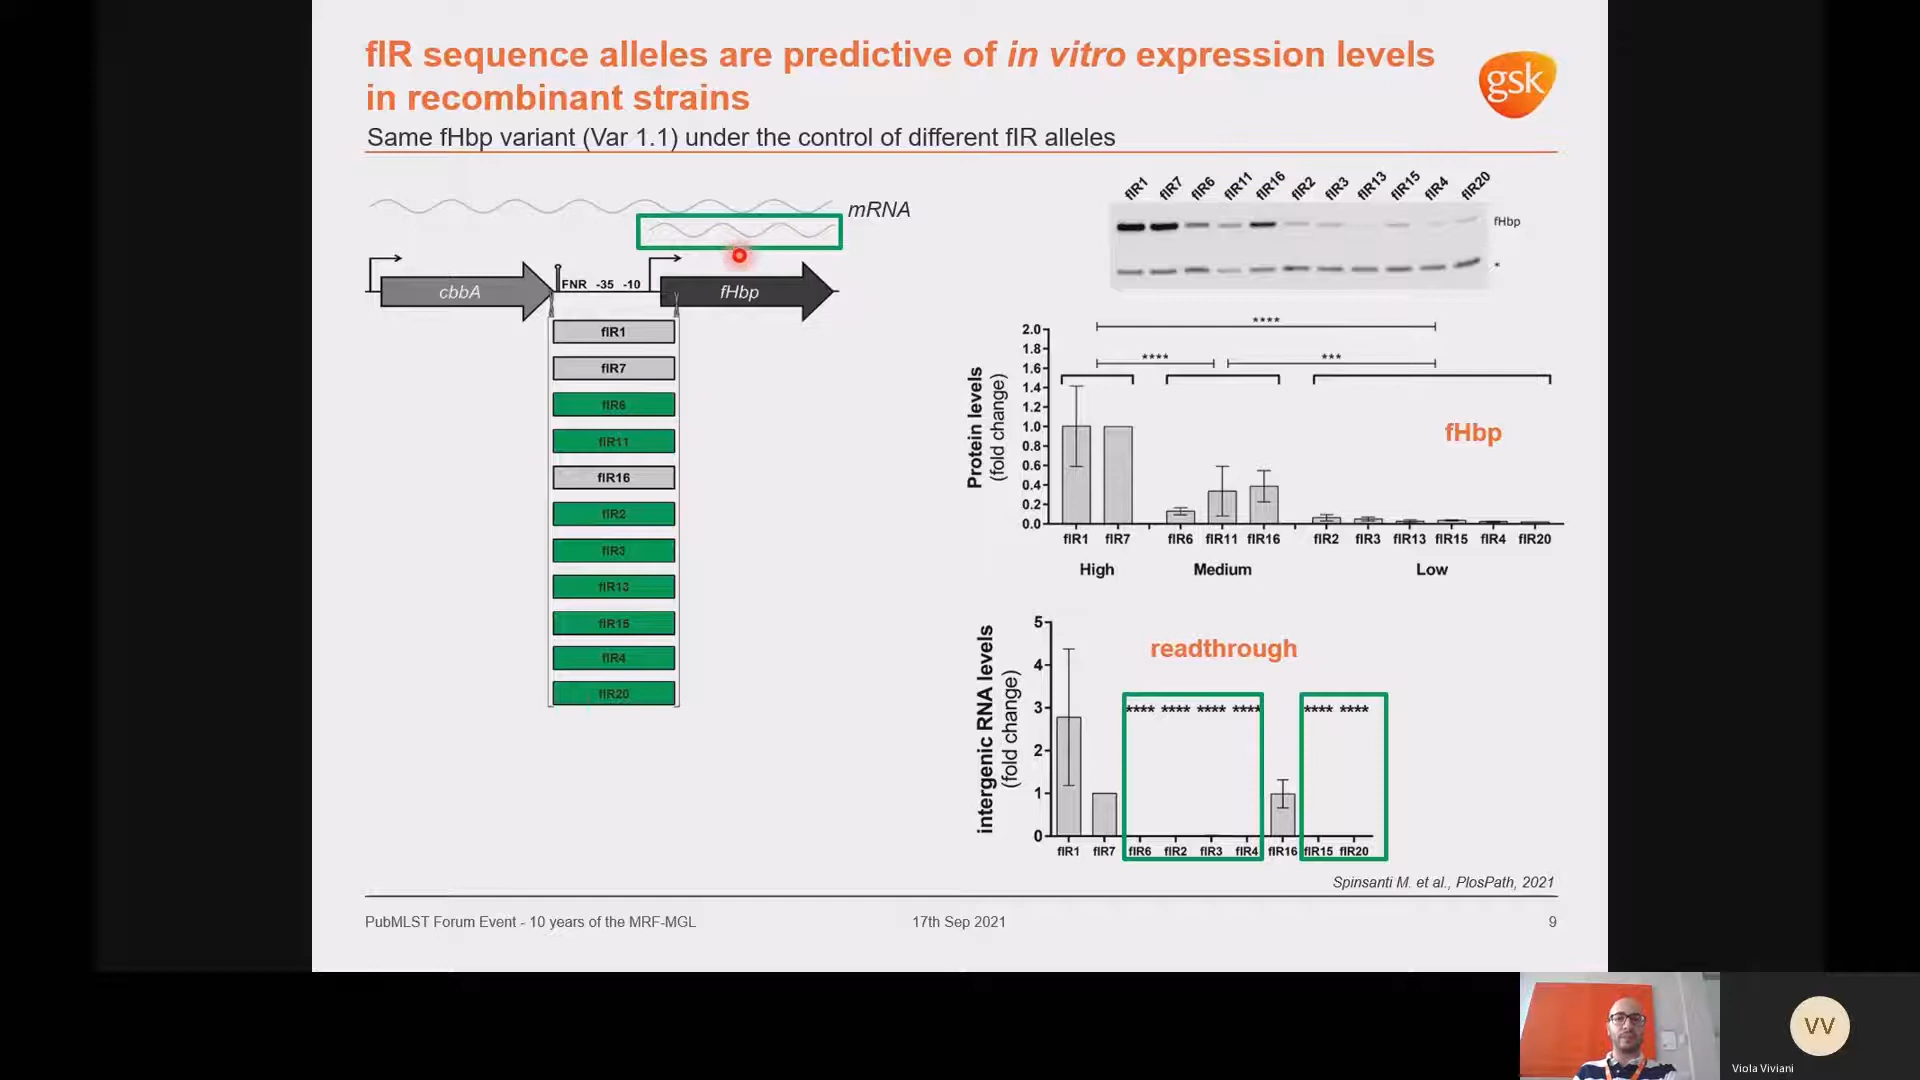 fIR sequence alleles are predictive of in vitro expression levels
in recombinant strains
gsk
Same fHbp variant (Var 1.1) under the control of different fIR alleles
mRNA
cbbA
FNR -35 -10
fHbp
fIR1
fIR7
fIR6
fIR11
fIR16
fIR2
fIR3
fIR13
fIR15
fIR4
fIR20
fIR1 fIR7 fIR6 fIR11 fIR16 fIR2 fIR3 fIR13 fIR15 fIR4 fIR20
fHbp
*
Protein levels
(fold change)
2.0
1.8
1.6
1.4
1.2
1.0
0.8
0.6
0.4
0.2
0.0
****
**** ***
fHbp
fIR1 fIR7 fIR6 fIR11 fIR16 fIR2 fIR3 fIR13 fIR15 fIR4 fIR20
High Medium Low
intergenic RNA levels
(fold change)
5
4
3
2
1
0
readthrough
**** **** **** **** **** ****
fIR1 fIR7 fIR6 fIR2 fIR3 fIR4 fIR16 fIR15 fIR20
Spinsanti M. et al., PlosPath, 2021
PubMLST Forum Event - 10 years of the MRF-MGL 17th Sep 2021 9
VV
Viola Viviani